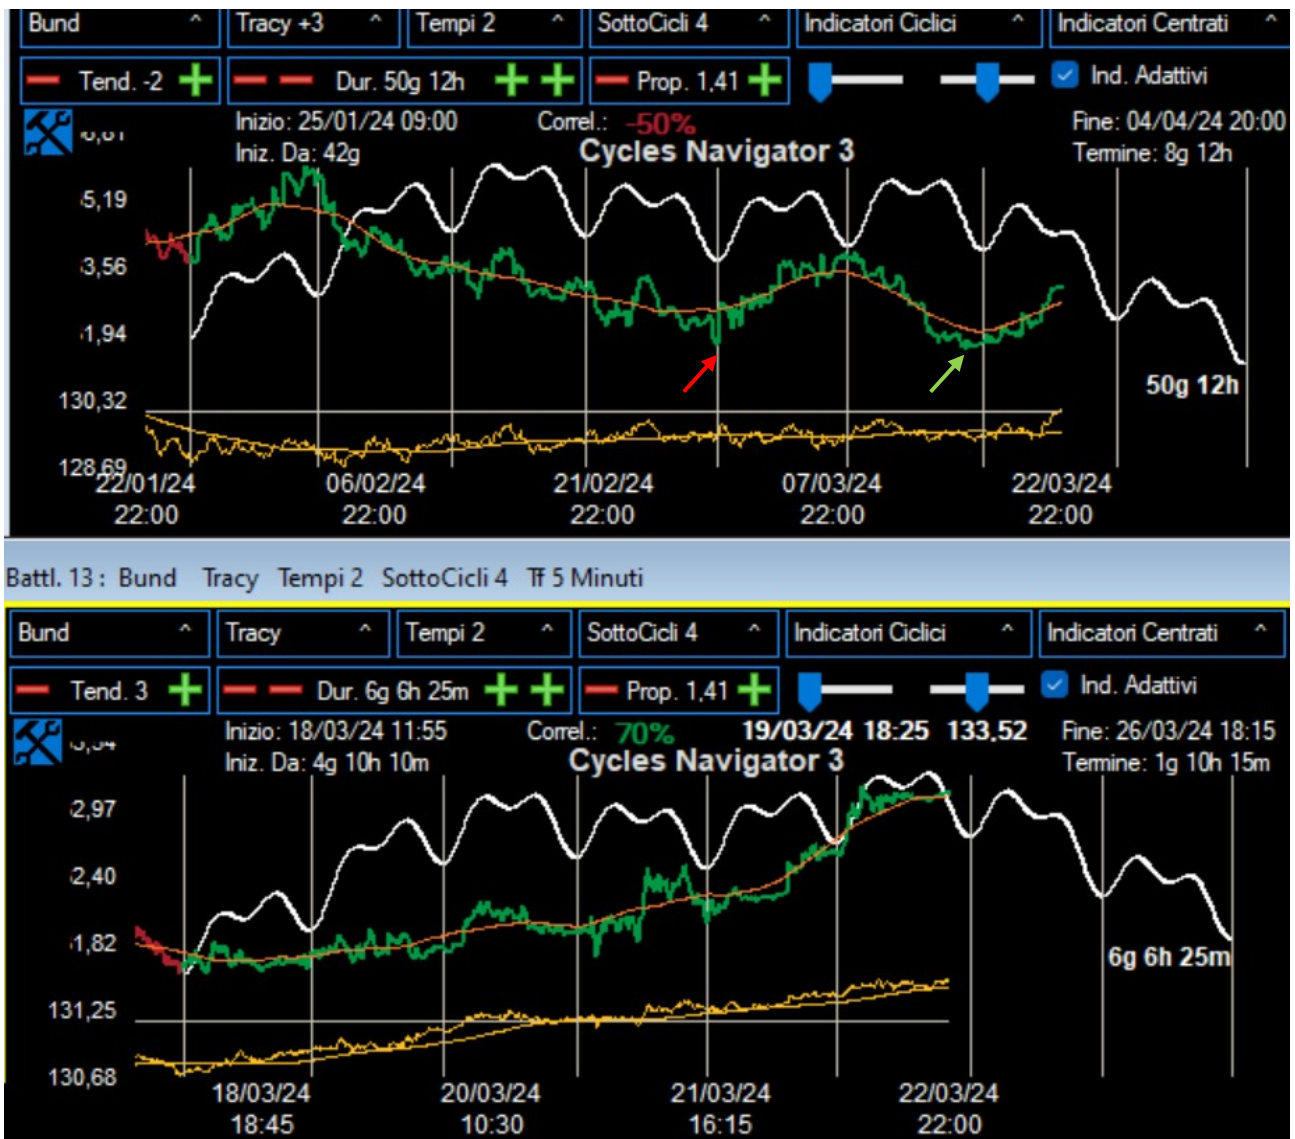 Bund ^ Tracy +3 ^ Tempi 2 ^ SottoCicli 4 ^ Indicatori Ciclici ^ Indicatori Centrati ^
Tend. -2 Dur. 50g 12h Prop. 1,41 Ind. Adattivi
Inizio: 25/01/24 09:00 Correl.: -50% Fine: 04/04/24 20:00
Iniz. Da: 42g Cycles Navigator 3 Termine: 8g 12h
5,19
3,56
1,94
50g 12h
130,32
128,69
22/01/24 06/02/24 21/02/24 07/03/24 22/03/24
22:00 22:00 22:00 22:00 22:00
Battl. 13 : Bund Tracy Tempi 2 SottoCicli 4 Tf 5 Minuti
Bund ^ Tracy ^ Tempi 2 ^ SottoCicli 4 ^ Indicatori Ciclici ^ Indicatori Centrati ^
Tend. 3 Dur. 6g 6h 25m Prop. 1,41 Ind. Adattivi
Inizio: 18/03/24 11:55 Correl.: 70% 19/03/24 18:25 133,52 Fine: 26/03/24 18:15
Iniz. Da: 4g 10h 10m Cycles Navigator 3 Termine: 1g 10h 15m
2,97
2,40
1,82
6g 6h 25m
131,25
130,68
18/03/24 20/03/24 21/03/24 22/03/24
18:45 10:30 16:15 22:00